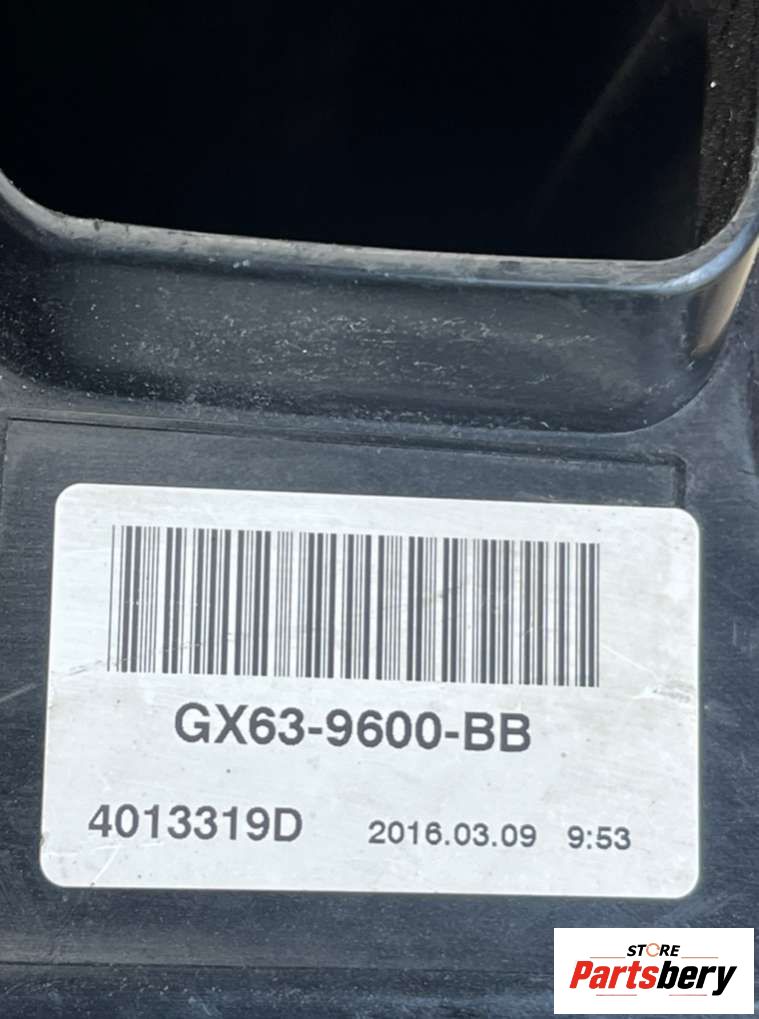 GX63-9600-BB
4013319D 2016.03.09 9:53
STORE
Partsbery